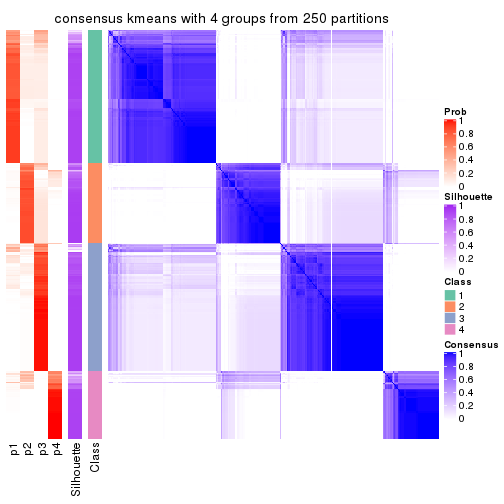 consensus kmeans with 4 groups from 250 partitions
p1
p2
p3
p4
Silhouette
Class
Prob
1
0.8
0.6
0.4
0.2
0
Silhouette
1
0.8
0.6
0.4
0.2
0
Class
1
2
3
4
Consensus
1
0.8
0.6
0.4
0.2
0